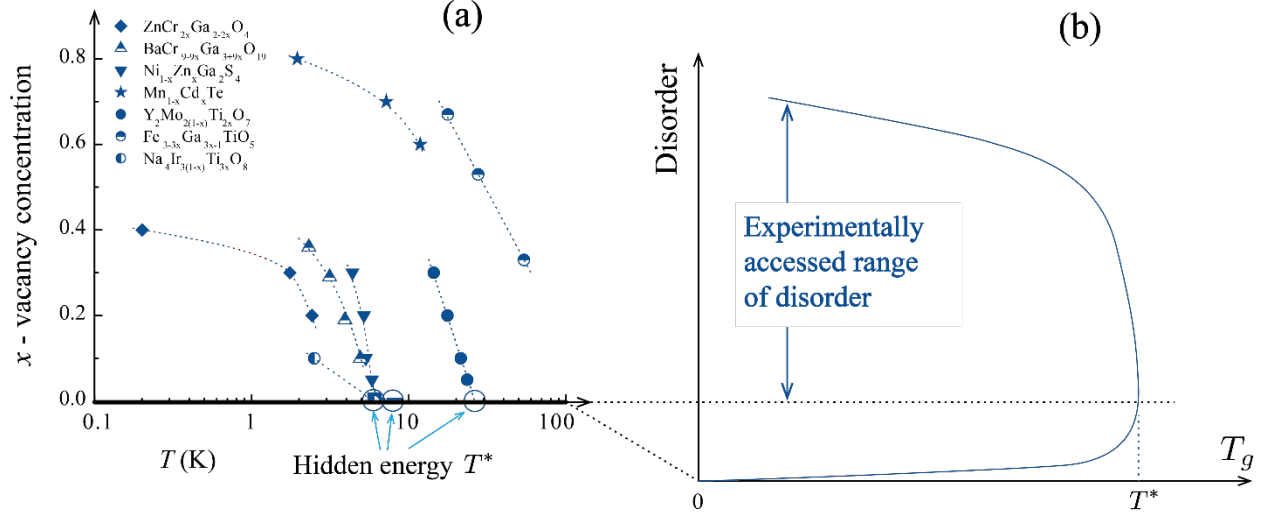 (a)
ZnCr2xGa2-2xO4
BaCr9-9xGa3+9xO19
Ni1-xZnxGa2S4
Mn1-xCdxTe
Y2Mo2(1-x)Ti2xO7
Fe3-3xGa3x-1TiO5
Na4Ir3(1-x)Ti3xO8
x - vacancy concentration
0.8
0.6
0.4
0.2
0.0
0.1
1
10
100
T (K)
Hidden energy T*
(b)
Disorder
Experimentally
accessed range
of disorder
Tg
0
T*